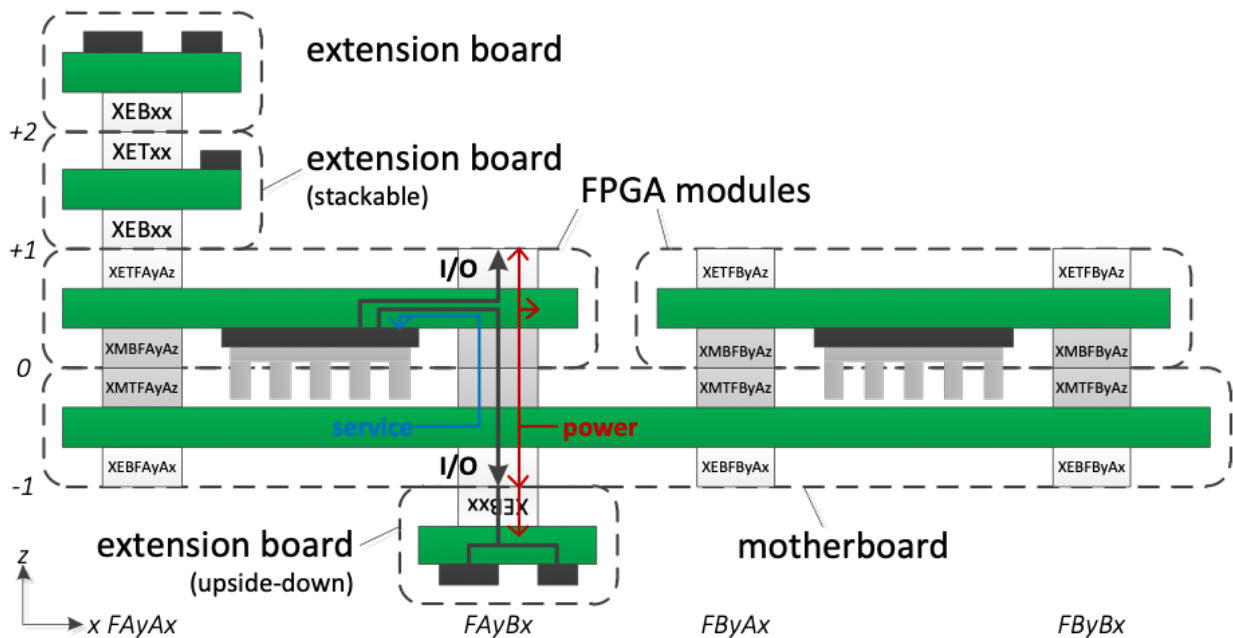 extension board
XEBxx
+2
XETxx
extension board
(stackable)
FPGA modules
XEBxx
+1
XETFAyAz
I/O
XETFByAz
XETFByAz
XMBFAyAz
XMBFByAz
XMBFByBx
0
XMTFAyAz
XMTFByAz
XMTFByAz
service
power
XEBFAyAx
I/O
XEBFByAx
XEBFByAx
-1
XEBxx
extension board
(upside-down)
motherboard
z
x FAyAx
FAyBx
FByAx
FByBx